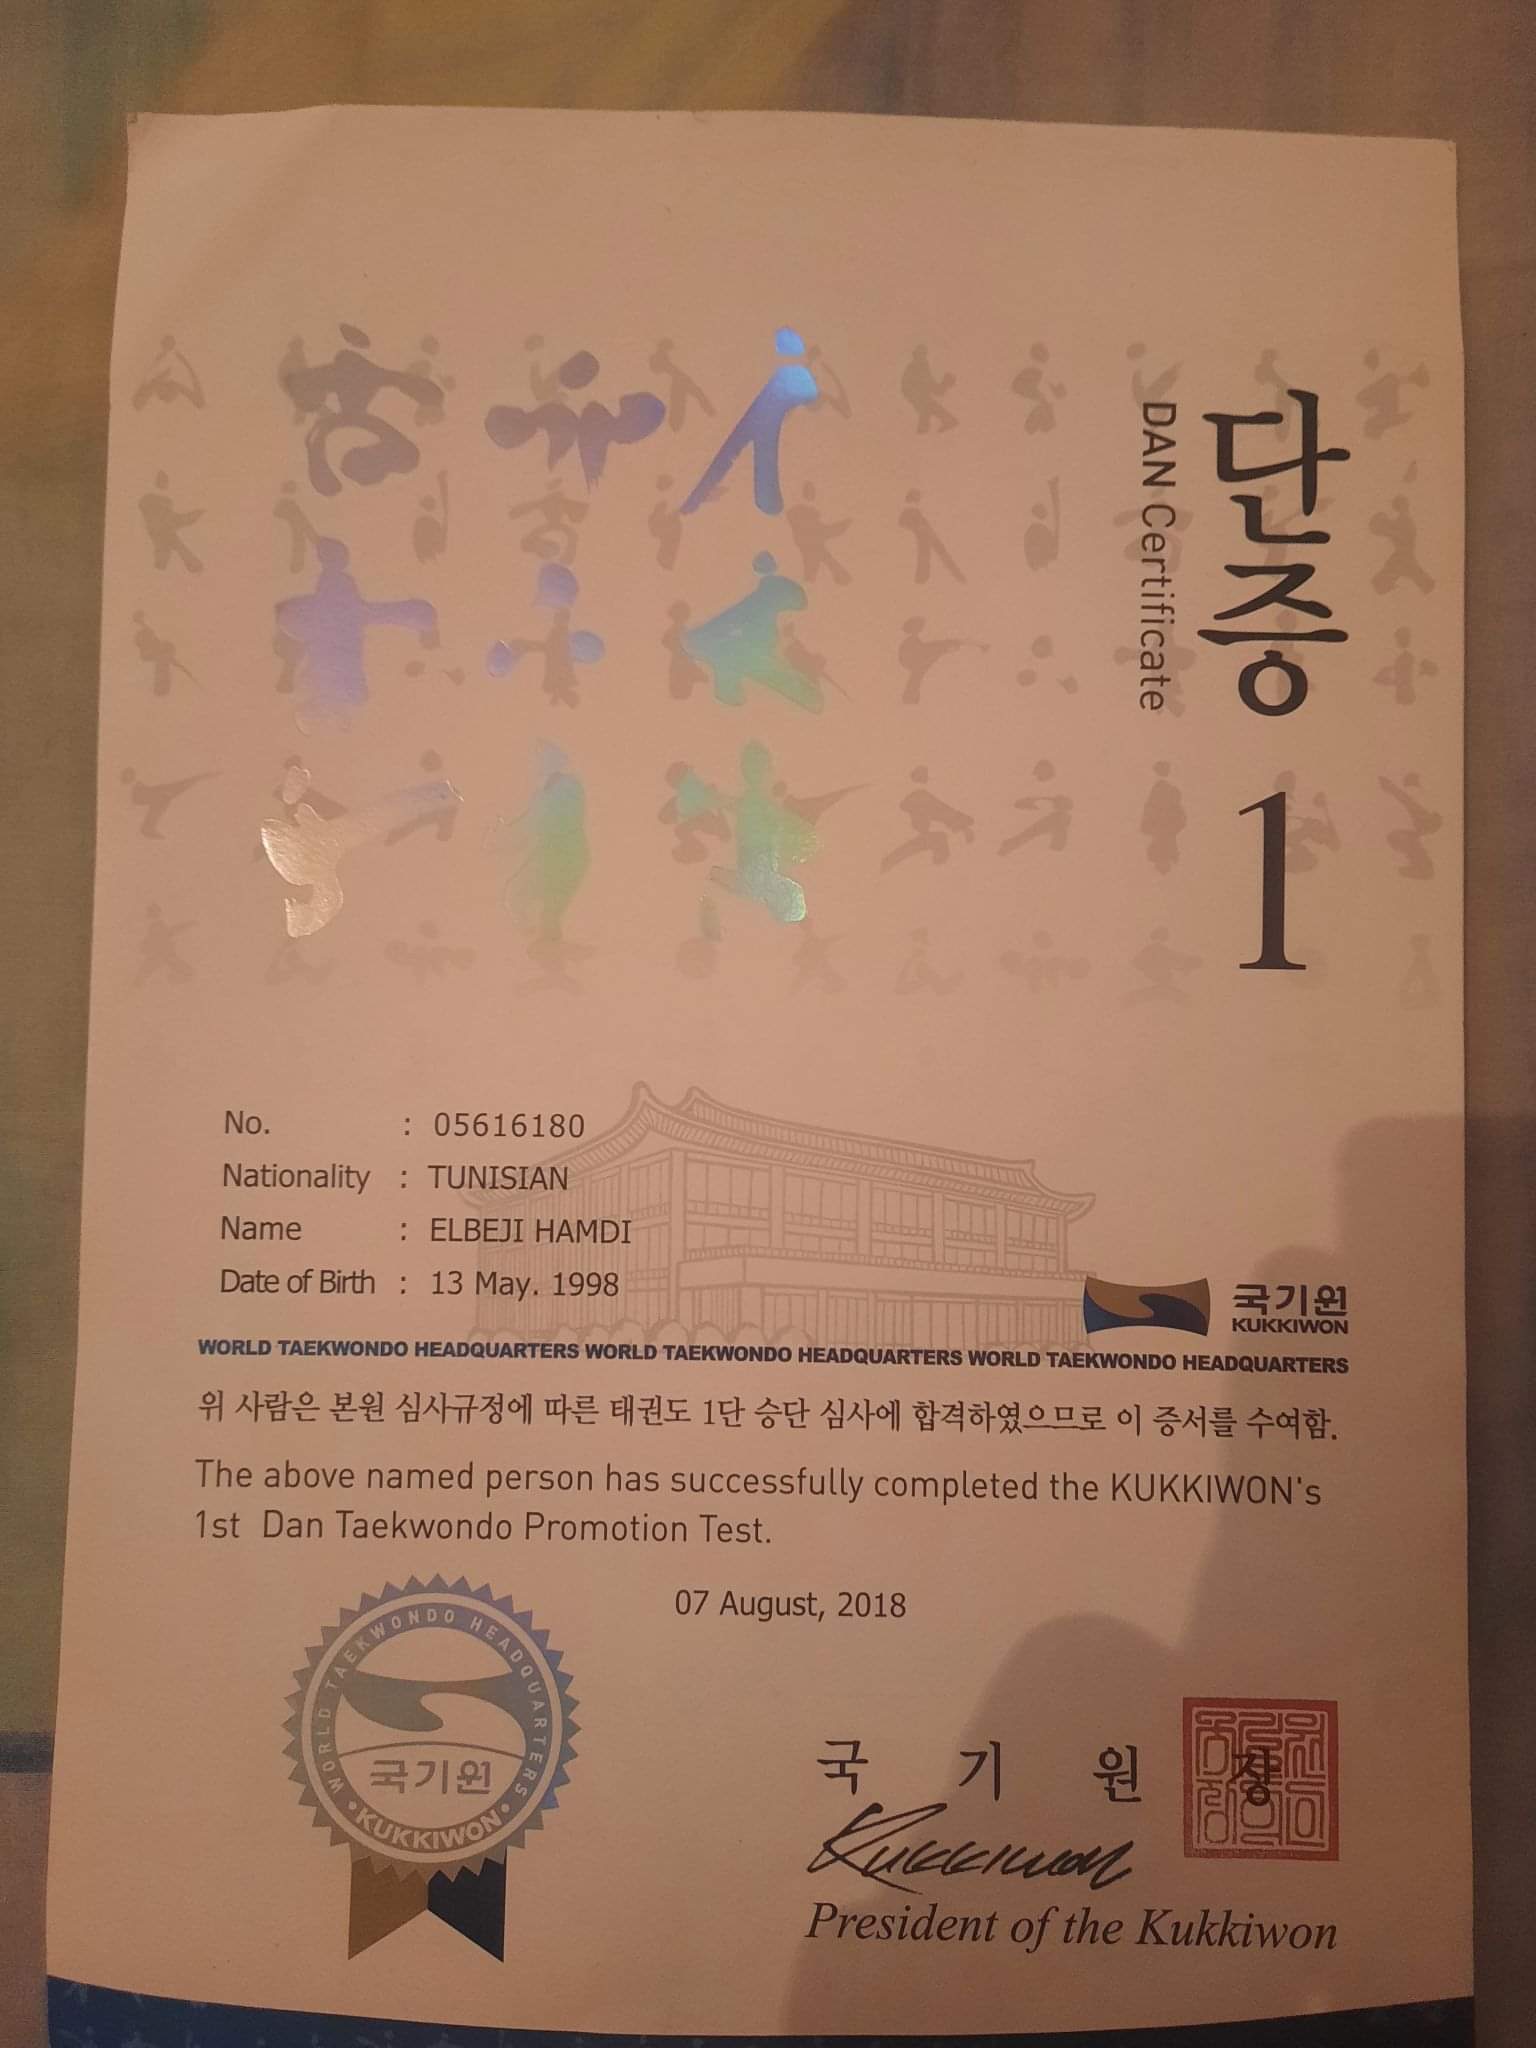 단증 1
DAN Certificate
No. : 05616180
Nationality : TUNISIAN
Name : ELBEJI HAMDI
Date of Birth : 13 May. 1998
국기원
KUKKIWON
WORLD TAEKWONDO HEADQUARTERS WORLD TAEKWONDO HEADQUARTERS WORLD TAEKWONDO HEADQUARTERS
위 사람은 본원 심사규정에 따른 태권도 1단 승단 심사에 합격하였으므로 이 증서를 수여함.
The above named person has successfully completed the KUKKIWON's
1st Dan Taekwondo Promotion Test.
07 August, 2018
WORLD TAEKWONDO HEADQUARTERS
국기원
• KUKKIWON •
국 기 원 장
Kukkiwon
President of the Kukkiwon